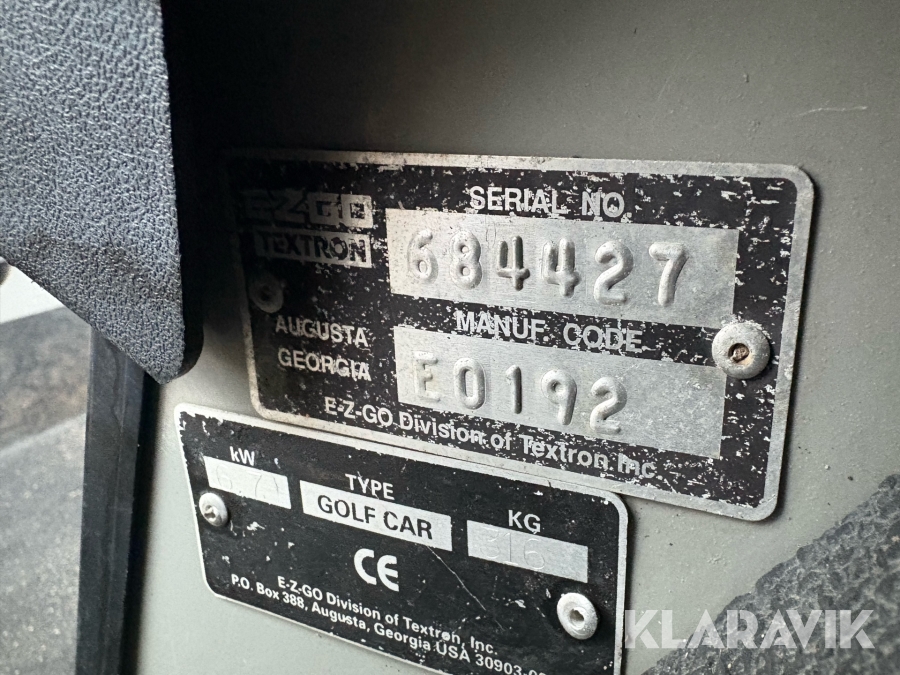 E-Z-GO
TEXTRON
SERIAL NO
684427
AUGUSTA
GEORGIA
MANUF. CODE
E0192
E-Z-GO Division of Textron Inc
kW
TYPE
GOLF CAR
KG
CE
E-Z-GO Division of Textron, Inc.
P.O. Box 388, Augusta, Georgia USA 30903-
KLARAVIK